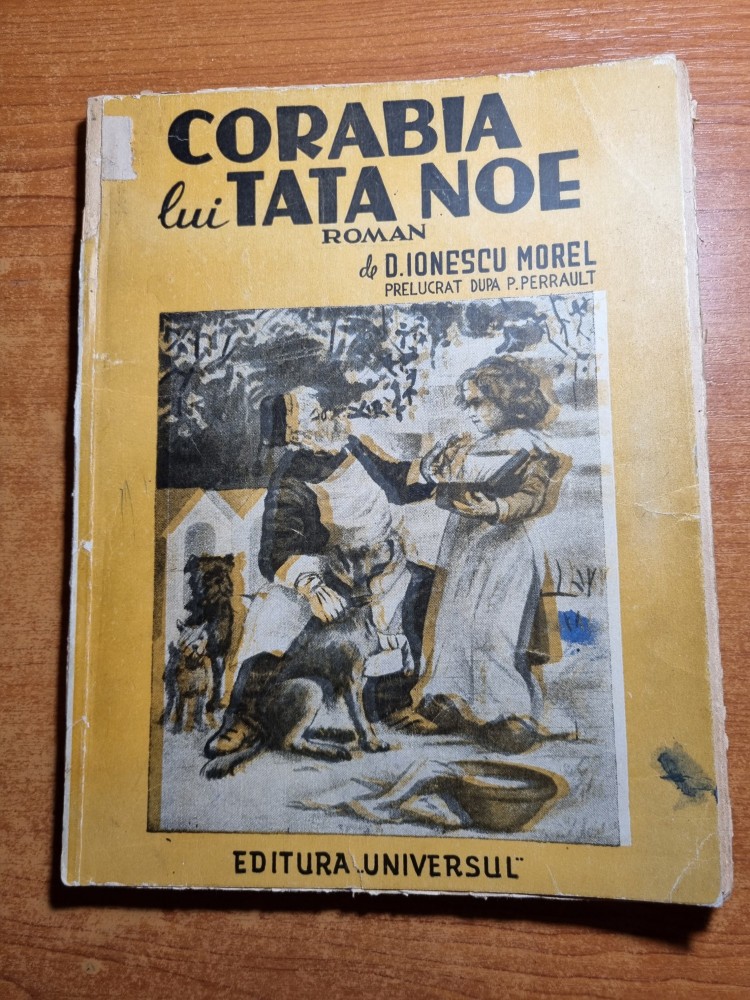 CORABIA
lui TATA NOE
ROMAN
de D. IONESCU MOREL
PRELUCRAT DUPA P. PERRAULT
EDITURA „UNIVERSUL"